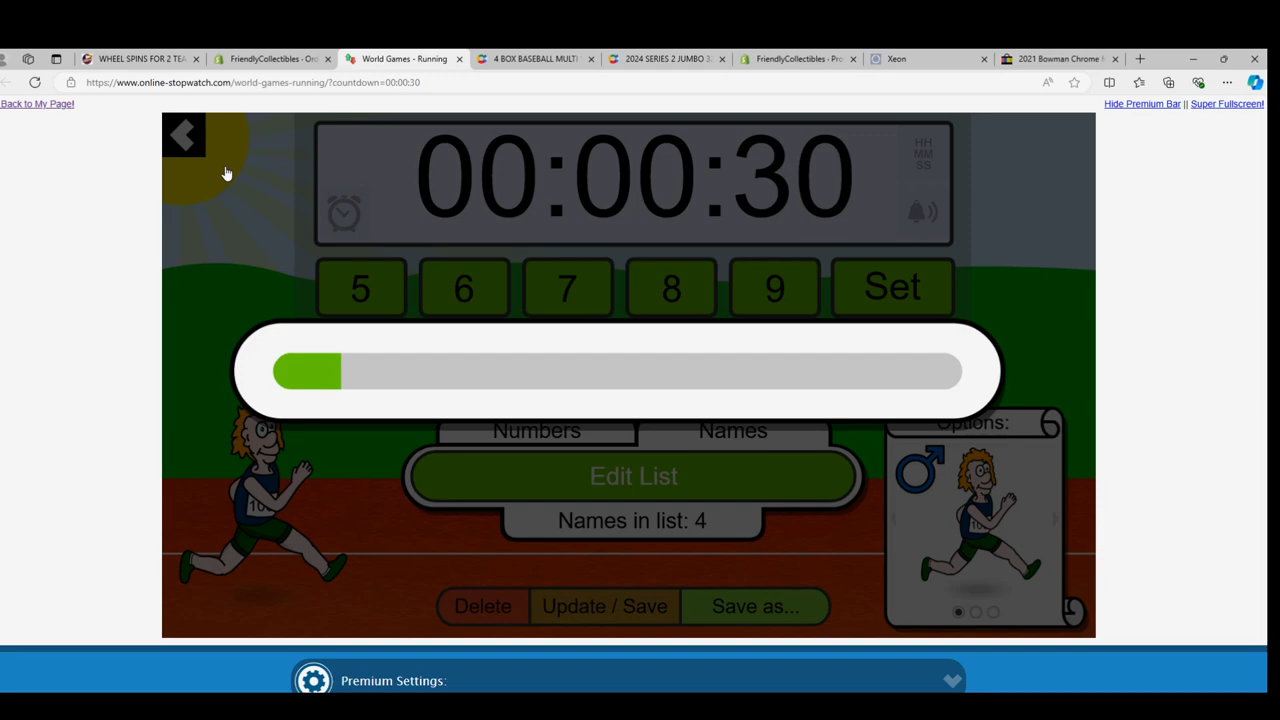 WHEEL SPINS FOR 2 TEA
FriendlyCollectibles - Or
World Games - Running
4 BOX BASEBALL MULTI
2024 SERIES 2 JUMBO 3
FriendlyCollectibles - Pro
Xeon
2021 Bowman Chrome f
https://www.online-stopwatch.com/world-games-running/?countdown=00:00:30
Back to My Page!
Hide Premium Bar || Super Fullscreen!
00:00:30
HH
MM
SS
5 6 7 8 9 Set
Numbers Names
Options:
Edit List
Names in list: 4
Delete Update / Save Save as...
Premium Settings: